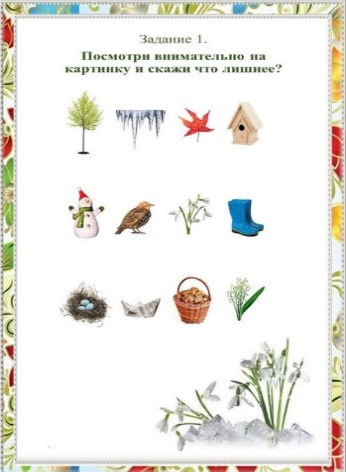 Задание 1.
Посмотри внимательно на
картинку и скажи что лишнее?